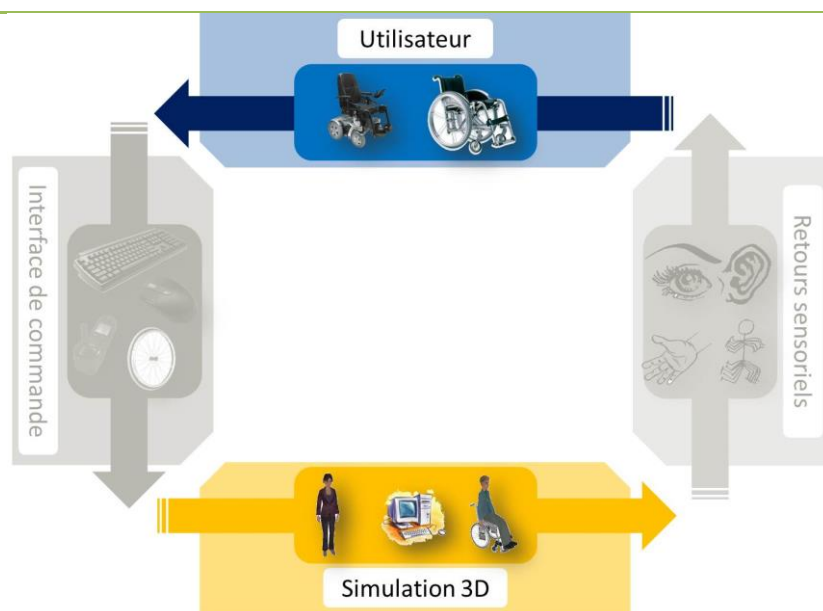 Utilisateur
Interface de commande
Retours sensoriels
Simulation 3D